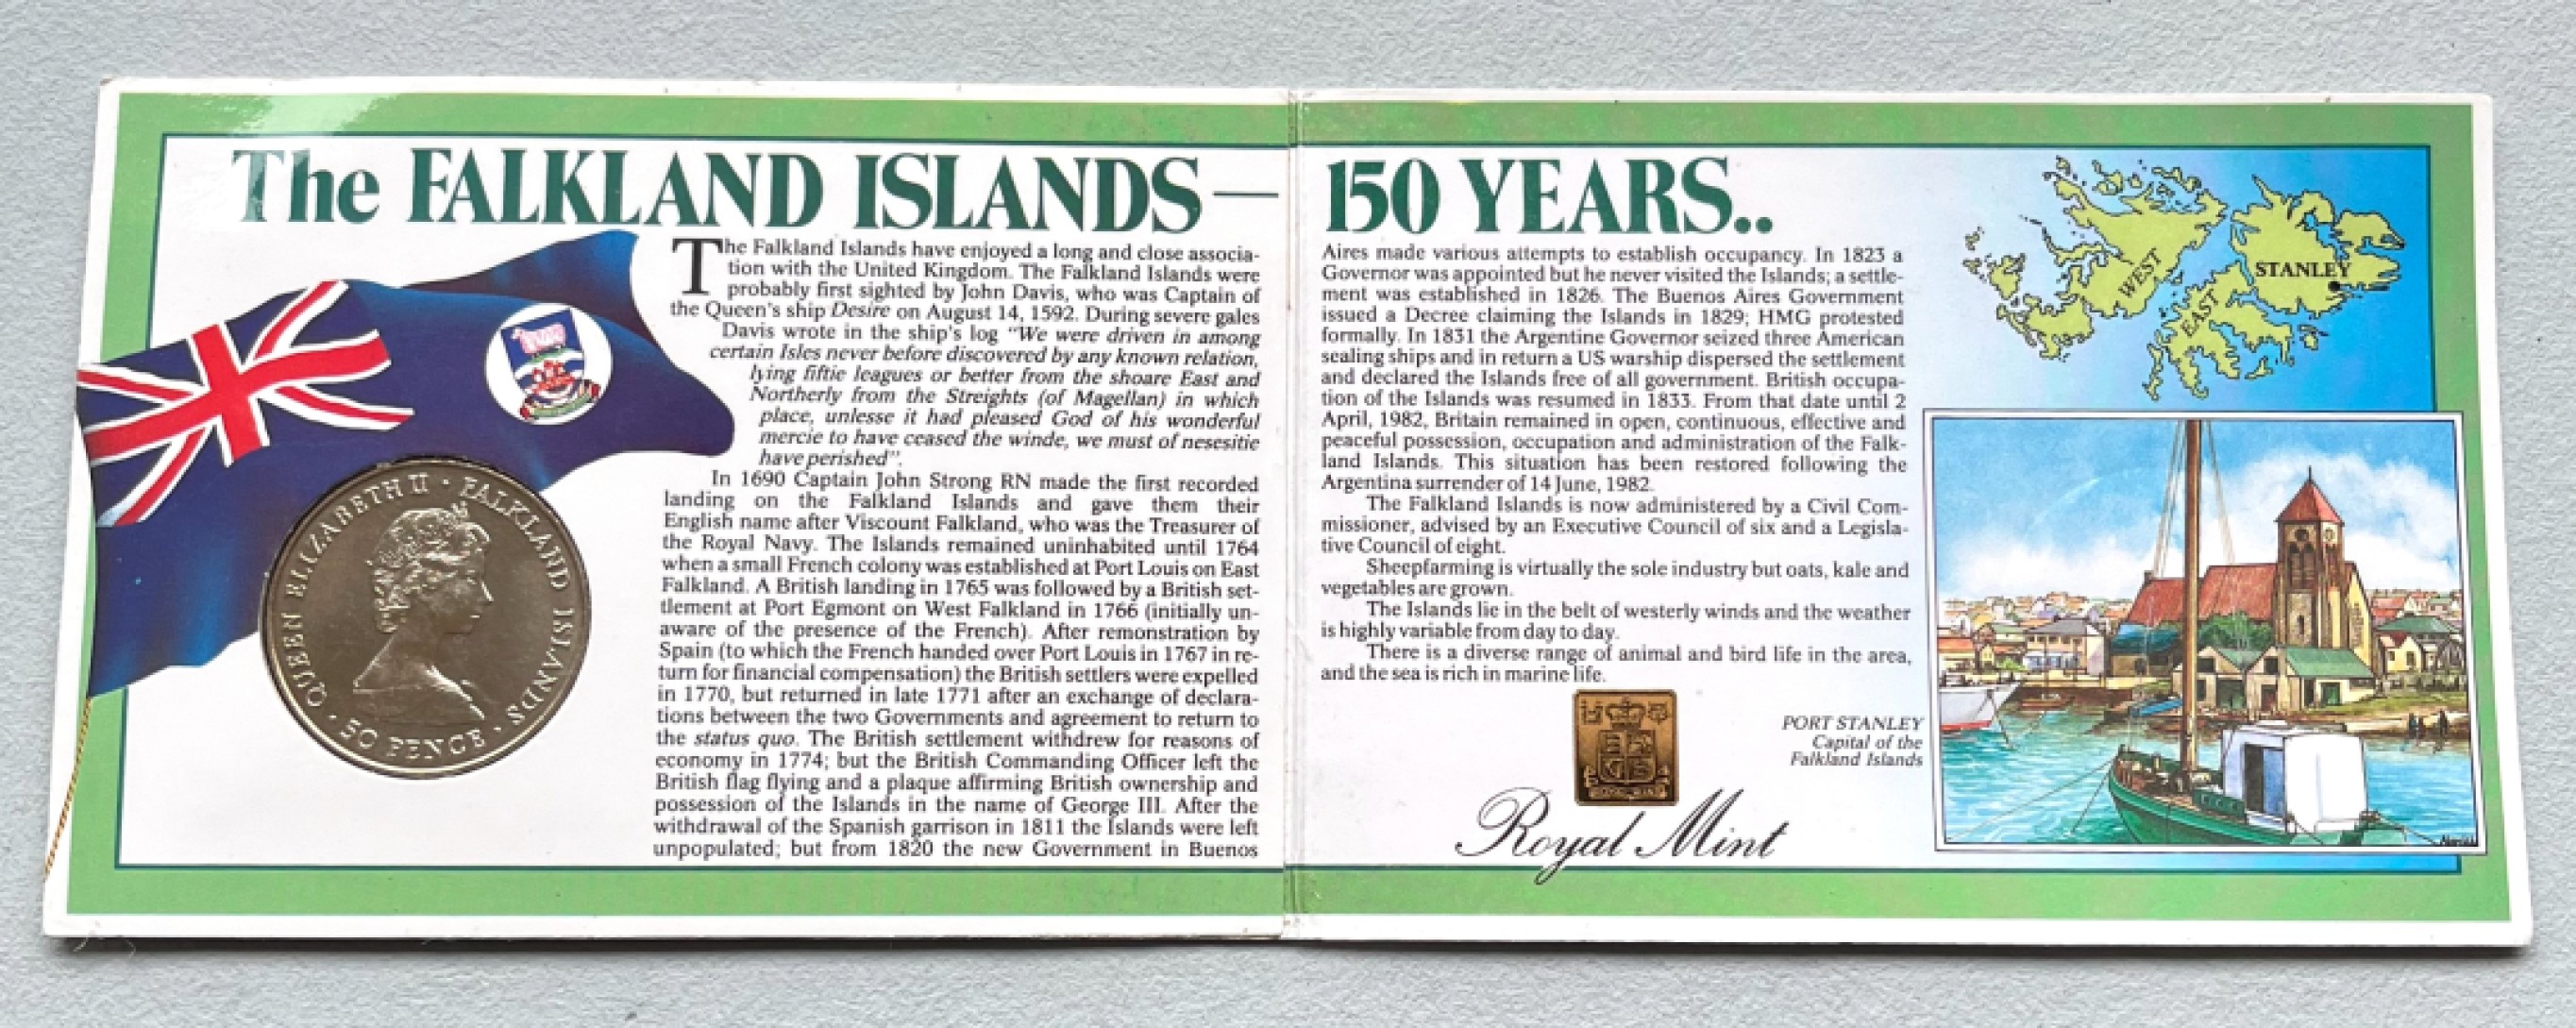 The FALKLAND ISLANDS — 150 YEARS..
The Falkland Islands have enjoyed a long and close associa-
tion with the United Kingdom. The Falkland Islands were
probably first sighted by John Davis, who was Captain of
the Queen's ship Desire on August 14, 1592. During severe gales
Davis wrote in the ship's log "We were driven in among
certain Isles never before discovered by any known relation,
lying fiftie leagues or better from the shoare East and
Northerly from the Streights (of Magellan) in which
place, unlesse it had pleased God of his wonderful
mercie to have ceased the winde, we must of nesesitie
have perished".
In 1690 Captain John Strong RN made the first recorded
landing on the Falkland Islands and gave them their
English name after Viscount Falkland, who was the Treasurer of
the Royal Navy. The Islands remained uninhabited until 1764
when a small French colony was established at Port Louis on East
Falkland. A British landing in 1765 was followed by a British set-
tlement at Port Egmont on West Falkland in 1766 (initially un-
aware of the presence of the French). After remonstration by
Spain (to which the French handed over Port Louis in 1767 in re-
turn for financial compensation) the British settlers were expelled
in 1770, but returned in late 1771 after an exchange of declara-
tions between the two Governments and agreement to return to
the status quo. The British settlement withdrew for reasons of
economy in 1774; but the British Commanding Officer left the
British flag flying and a plaque affirming British ownership and
possession of the Islands in the name of George III. After the
withdrawal of the Spanish garrison in 1811 the Islands were left
unpopulated; but from 1820 the new Government in Buenos
Aires made various attempts to establish occupancy. In 1823 a
Governor was appointed but he never visited the Islands; a settle-
ment was established in 1826. The Buenos Aires Government
issued a Decree claiming the Islands in 1829; HMG protested
formally. In 1831 the Argentine Governor seized three American
sealing ships and in return a US warship dispersed the settlement
and declared the Islands free of all government. British occupa-
tion of the Islands was resumed in 1833. From that date until 2
April, 1982, Britain remained in open, continuous, effective and
peaceful possession, occupation and administration of the Falk-
land Islands. This situation has been restored following the
Argentina surrender of 14 June, 1982.
The Falkland Islands is now administered by a Civil Com-
missioner, advised by an Executive Council of six and a Legisla-
tive Council of eight.
Sheepfarming is virtually the sole industry but oats, kale and
vegetables are grown.
The Islands lie in the belt of westerly winds and the weather
is highly variable from day to day.
There is a diverse range of animal and bird life in the area,
and the sea is rich in marine life.
QUEEN ELIZABETH II · FALKLAND ISLANDS
· 50 PENCE ·
WEST
EAST
STANLEY
PORT STANLEY
Capital of the
Falkland Islands
Royal Mint